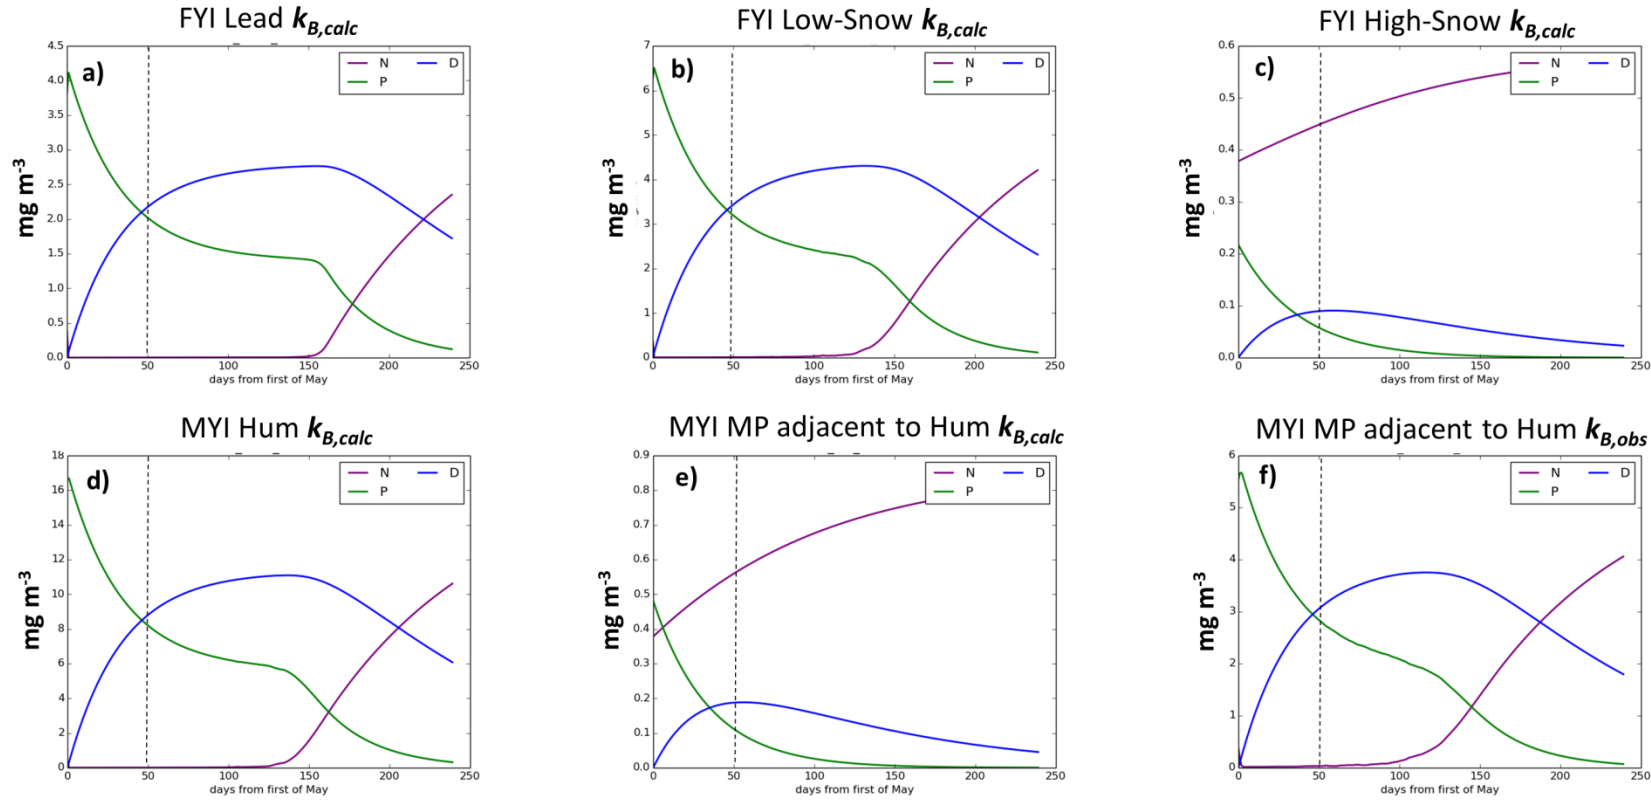 FYI Lead kB,calc
a)
N D
P
4.5
4.0
3.5
3.0
2.5
2.0
1.5
1.0
0.5
0.0
mg m-3
0 50 100 150 200 250
days from first of May
FYI Low-Snow kB,calc
b)
N D
P
7
6
5
4
3
2
1
0
mg m-3
0 50 100 150 200 250
days from first of May
FYI High-Snow kB,calc
c)
N D
P
0.6
0.5
0.4
0.3
0.2
0.1
0.0
mg m-3
0 50 100 150 200 250
days from first of May
MYI Hum kB,calc
d)
N D
P
18
16
14
12
10
8
6
4
2
0
mg m-3
0 50 100 150 200 250
days from first of May
MYI MP adjacent to Hum kB,calc
e)
N D
P
0.9
0.8
0.7
0.6
0.5
0.4
0.3
0.2
0.1
0.0
mg m-3
0 50 100 150 200 250
days from first of May
MYI MP adjacent to Hum kB,obs
f)
N D
P
6
5
4
3
2
1
0
mg m-3
0 50 100 150 200 250
days from first of May